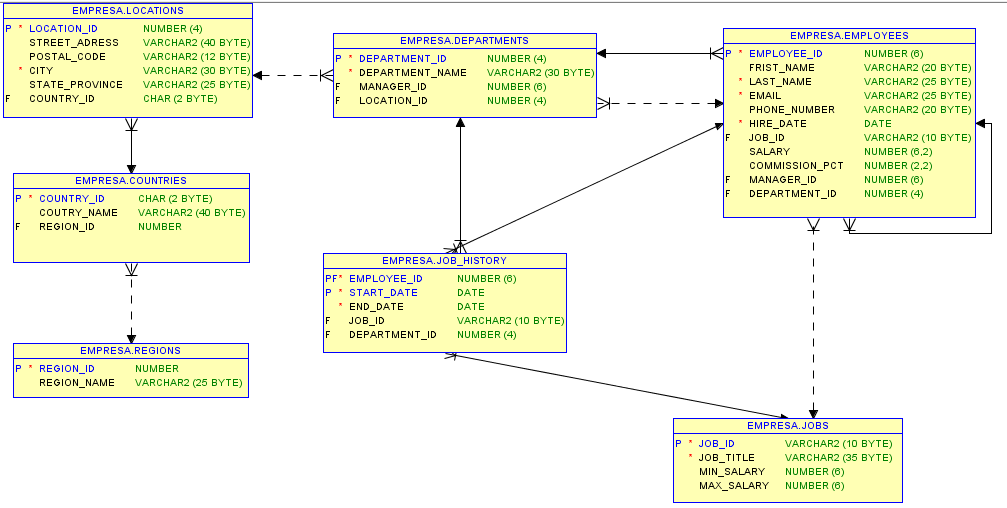 EMPRESA.LOCATIONS
P * LOCATION_ID NUMBER (4)
STREET_ADRESS VARCHAR2 (40 BYTE)
POSTAL_CODE VARCHAR2 (12 BYTE)
* CITY VARCHAR2 (30 BYTE)
STATE_PROVINCE VARCHAR2 (25 BYTE)
F COUNTRY_ID CHAR (2 BYTE)
EMPRESA.DEPARTMENTS
P * DEPARTMENT_ID NUMBER (4)
* DEPARTMENT_NAME VARCHAR2 (30 BYTE)
F MANAGER_ID NUMBER (6)
F LOCATION_ID NUMBER (4)
EMPRESA.EMPLOYEES
P * EMPLOYEE_ID NUMBER (6)
FRIST_NAME VARCHAR2 (20 BYTE)
* LAST_NAME VARCHAR2 (25 BYTE)
* EMAIL VARCHAR2 (25 BYTE)
PHONE_NUMBER VARCHAR2 (20 BYTE)
* HIRE_DATE DATE
F JOB_ID VARCHAR2 (10 BYTE)
SALARY NUMBER (6,2)
COMMISSION_PCT NUMBER (2,2)
F MANAGER_ID NUMBER (6)
F DEPARTMENT_ID NUMBER (4)
EMPRESA.COUNTRIES
P * COUNTRY_ID CHAR (2 BYTE)
COUTRY_NAME VARCHAR2 (40 BYTE)
F REGION_ID NUMBER
EMPRESA.JOB_HISTORY
PF* EMPLOYEE_ID NUMBER (6)
P * START_DATE DATE
* END_DATE DATE
F JOB_ID VARCHAR2 (10 BYTE)
F DEPARTMENT_ID NUMBER (4)
EMPRESA.REGIONS
P * REGION_ID NUMBER
REGION_NAME VARCHAR2 (25 BYTE)
EMPRESA.JOBS
P * JOB_ID VARCHAR2 (10 BYTE)
* JOB_TITLE VARCHAR2 (35 BYTE)
MIN_SALARY NUMBER (6)
MAX_SALARY NUMBER (6)